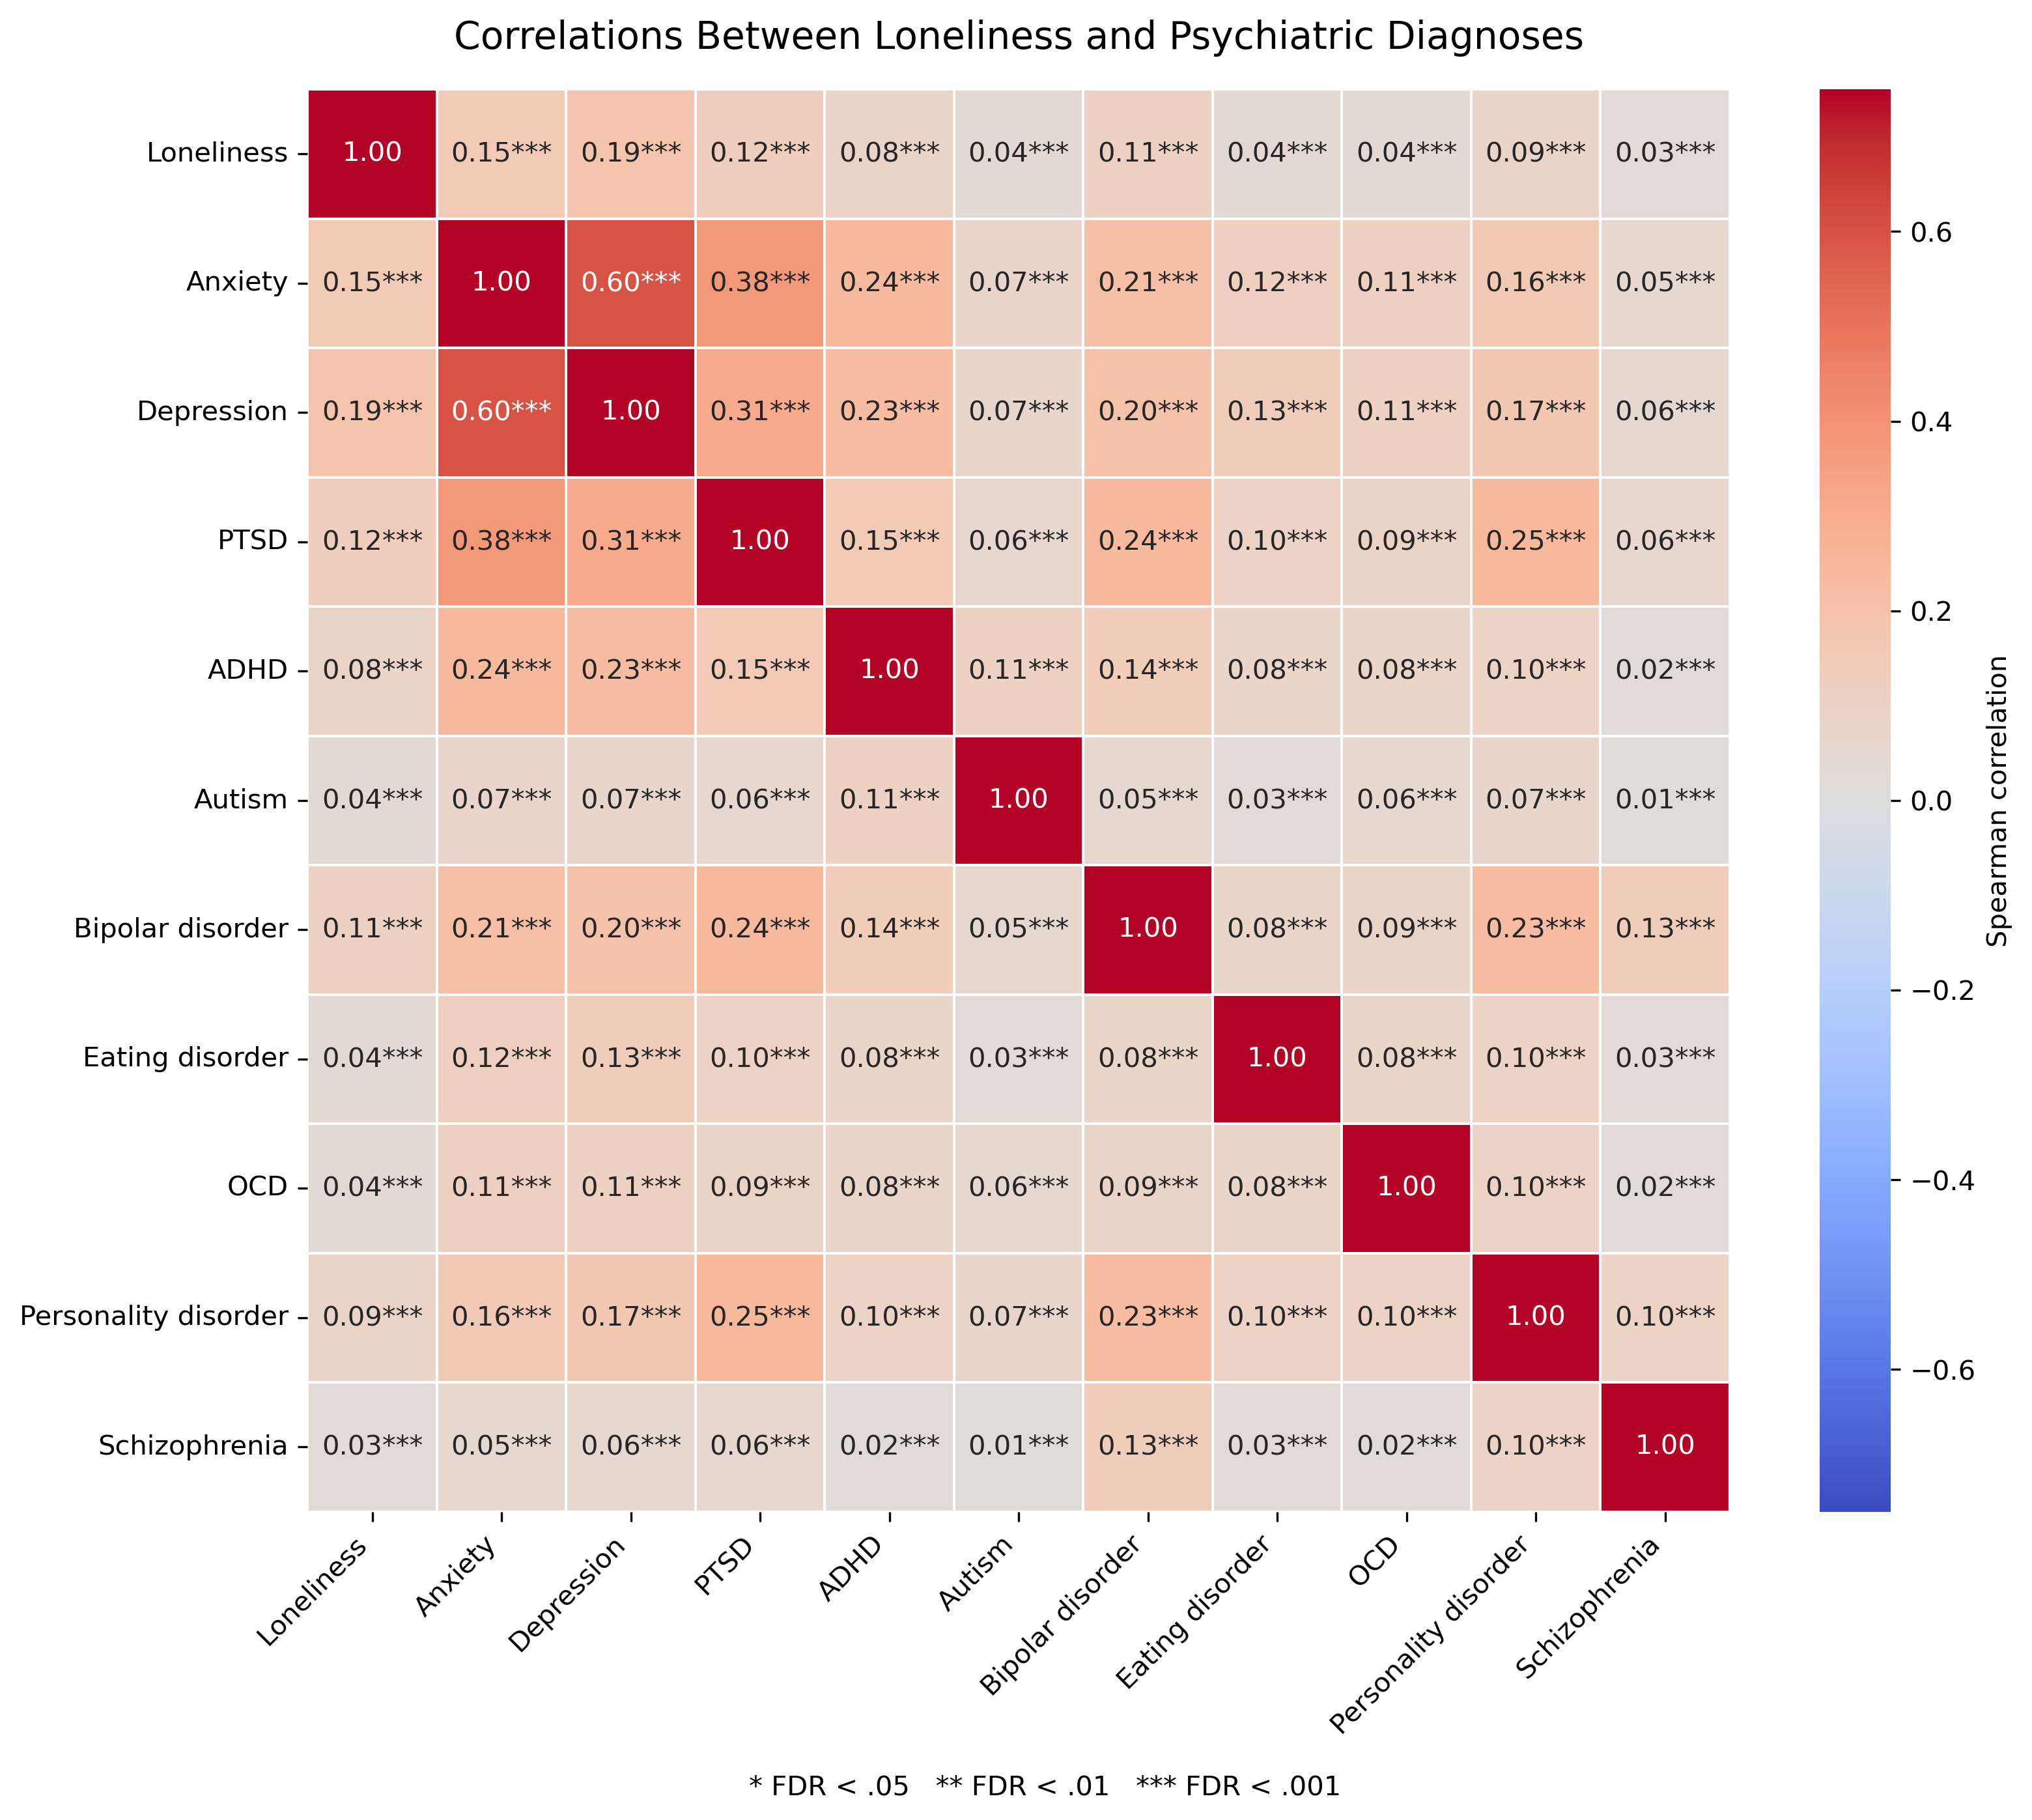 Correlations Between Loneliness and Psychiatric Diagnoses
Loneliness 1.00 0.15*** 0.19*** 0.12*** 0.08*** 0.04*** 0.11*** 0.04*** 0.04*** 0.09*** 0.03***
Anxiety 0.15*** 1.00 0.60*** 0.38*** 0.24*** 0.07*** 0.21*** 0.12*** 0.11*** 0.16*** 0.05***
Depression 0.19*** 0.60*** 1.00 0.31*** 0.23*** 0.07*** 0.20*** 0.13*** 0.11*** 0.17*** 0.06***
PTSD 0.12*** 0.38*** 0.31*** 1.00 0.15*** 0.06*** 0.24*** 0.10*** 0.09*** 0.25*** 0.06***
ADHD 0.08*** 0.24*** 0.23*** 0.15*** 1.00 0.11*** 0.14*** 0.08*** 0.08*** 0.10*** 0.02***
Autism 0.04*** 0.07*** 0.07*** 0.06*** 0.11*** 1.00 0.05*** 0.03*** 0.06*** 0.07*** 0.01***
Bipolar disorder 0.11*** 0.21*** 0.20*** 0.24*** 0.14*** 0.05*** 1.00 0.08*** 0.09*** 0.23*** 0.13***
Eating disorder 0.04*** 0.12*** 0.13*** 0.10*** 0.08*** 0.03*** 0.08*** 1.00 0.08*** 0.10*** 0.03***
OCD 0.04*** 0.11*** 0.11*** 0.09*** 0.08*** 0.06*** 0.09*** 0.08*** 1.00 0.10*** 0.02***
Personality disorder 0.09*** 0.16*** 0.17*** 0.25*** 0.10*** 0.07*** 0.23*** 0.10*** 0.10*** 1.00 0.10***
Schizophrenia 0.03*** 0.05*** 0.06*** 0.06*** 0.02*** 0.01*** 0.13*** 0.03*** 0.02*** 0.10*** 1.00
Loneliness
Anxiety
Depression
PTSD
ADHD
Autism
Bipolar disorder
Eating disorder
OCD
Personality disorder
Schizophrenia
0.6
0.4
0.2
0.0
−0.2
−0.4
−0.6
Spearman correlation
* FDR < .05 ** FDR < .01 *** FDR < .001